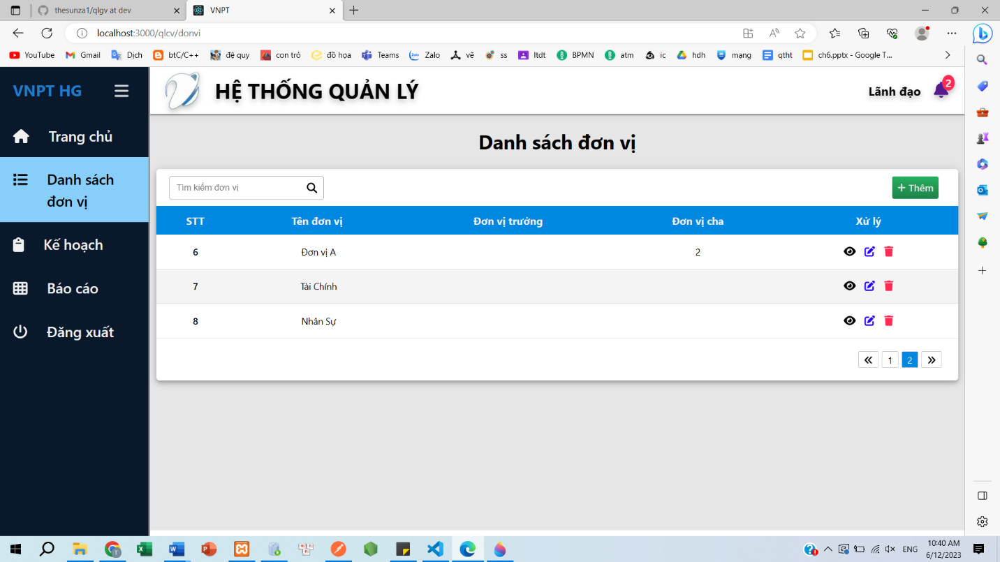 thesunza1/qlgv at dev
VNPT
localhost:3000/qlcv/donvi
YouTube Gmail Dịch btC/C++ đệ quy con trỏ đồ họa Teams Zalo vẽ ss ltdt BPMN atm ic hdh mạng qtht ch6.pptx - Google T...
VNPT HG
HỆ THỐNG QUẢN LÝ
Lãnh đạo
2
Trang chủ
Danh sách
đơn vị
Kế hoạch
Báo cáo
Đăng xuất
Danh sách đơn vị
Tìm kiếm đơn vị
+ Thêm
STT Tên đơn vị Đơn vị trưởng Đơn vị cha Xử lý
6 Đơn vị A 2
7 Tài Chính
8 Nhân Sự
« 1 2 »
ENG
10:40 AM
6/12/2023